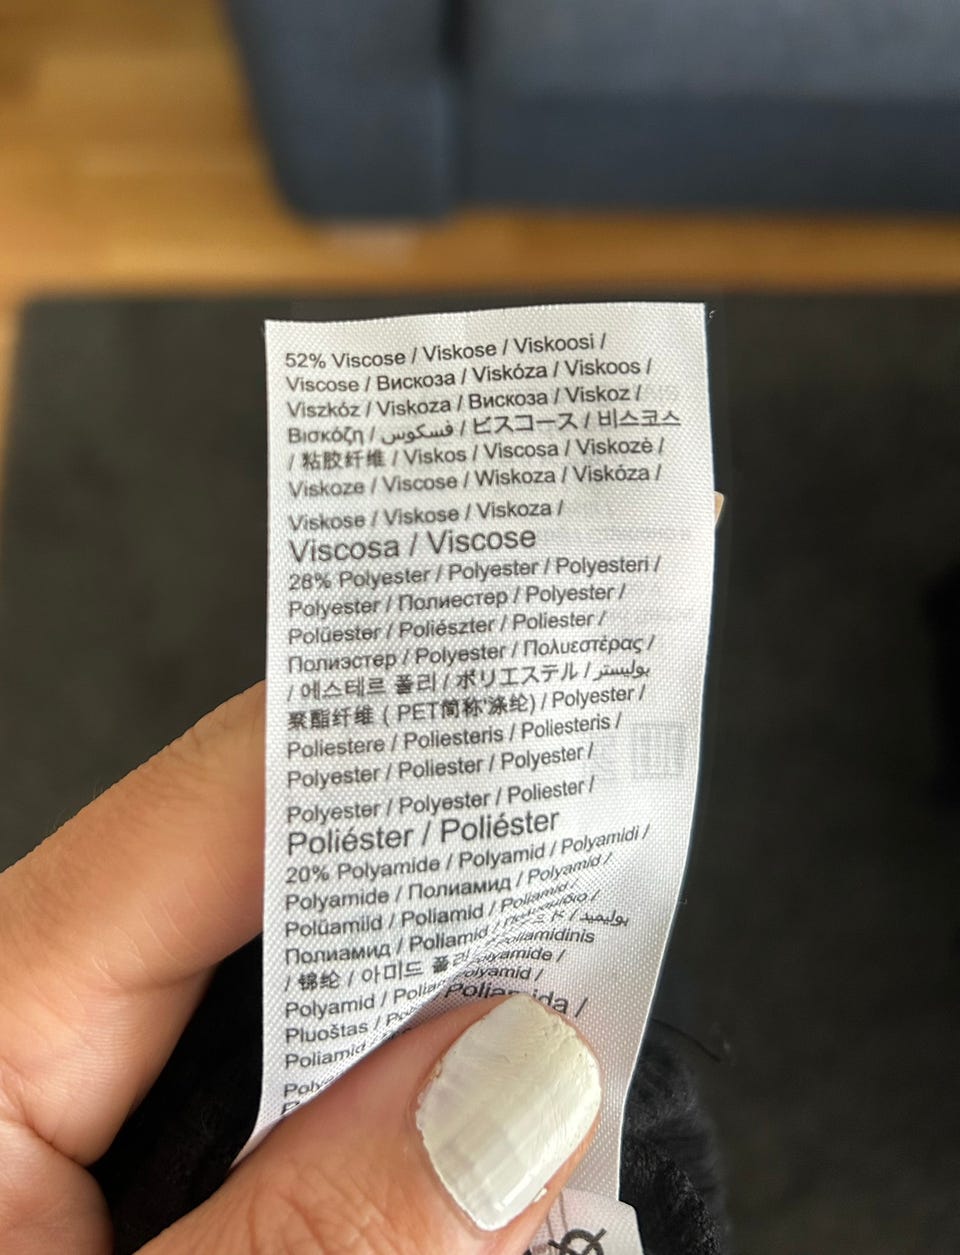 52% Viscose / Viskose / Viskoosi /
Viscose / Вискоза / Viskóza / Viskoos /
Viszkóz / Viskoza / Вискоза / Viskoz /
Βισκόζη / فسكوس / ビスコース / 비스코스
/ 粘胶纤维 / Viskos / Viscosa / Viskozė /
Viskoze / Viscose / Wiskoza / Viskóza /
Viskose / Viskose / Viskoza /
Viscosa / Viscose
28% Polyester / Polyester / Polyesteri /
Polyester / Полиестер / Polyester /
Polüester / Poliészter / Poliester /
Полиэстер / Polyester / Πολυεστέρας /
/ 에스테르 폴리 / ポリエステル / بوليستر
聚酯纤维 ( PET简称'涤纶) / Polyester /
Poliestere / Poliesteris / Poliesteris /
Polyester / Poliester / Polyester /
Polyester / Polyester / Poliester /
Poliéster / Poliéster
20% Polyamide / Polyamid / Polyamidi /
Polyamide / Полиамид / Polyamid /
Polüamiid / Poliamid / Poliamid /
Полиамид / Poliamid /
/ 锦纶 / 아미드 폴리 / بوليميد
Polyamid /
Pluoštas /
Poliamid